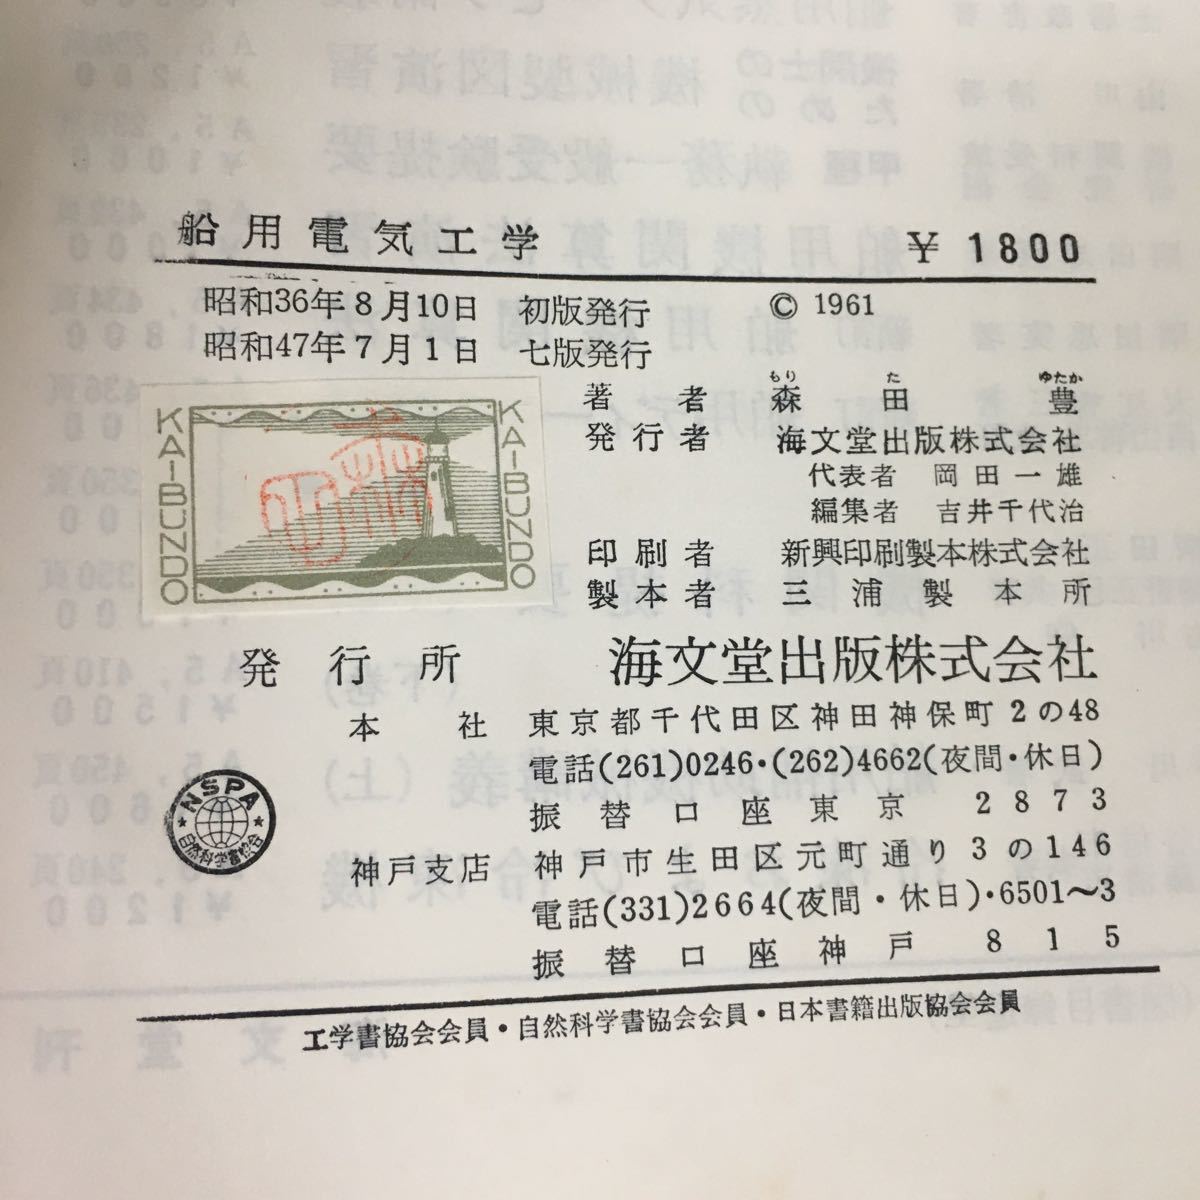 船用電気工学 ¥1800
昭和36年8月10日 初版発行 © 1961
昭和47年7月1日 七版発行
もり た ゆたか
著者 森田豊
発行者 海文堂出版株式会社
代表者 岡田一雄
編集者 吉井千代治
印刷者 新興印刷製本株式会社
製本者 三浦製本所
KAIBUNDO
KAIBUNDO
発行所 海文堂出版株式会社
本社 東京都千代田区神田神保町2の48
電話(261)0246・(262)4662(夜間・休日)
振替口座東京 2873
神戸支店 神戸市生田区元町通り3の146
電話(331)2664(夜間・休日)・6501〜3
振替口座神戸 815
NSPA
自然科学書協会
工学書協会会員・自然科学書協会会員・日本書籍出版協会会員